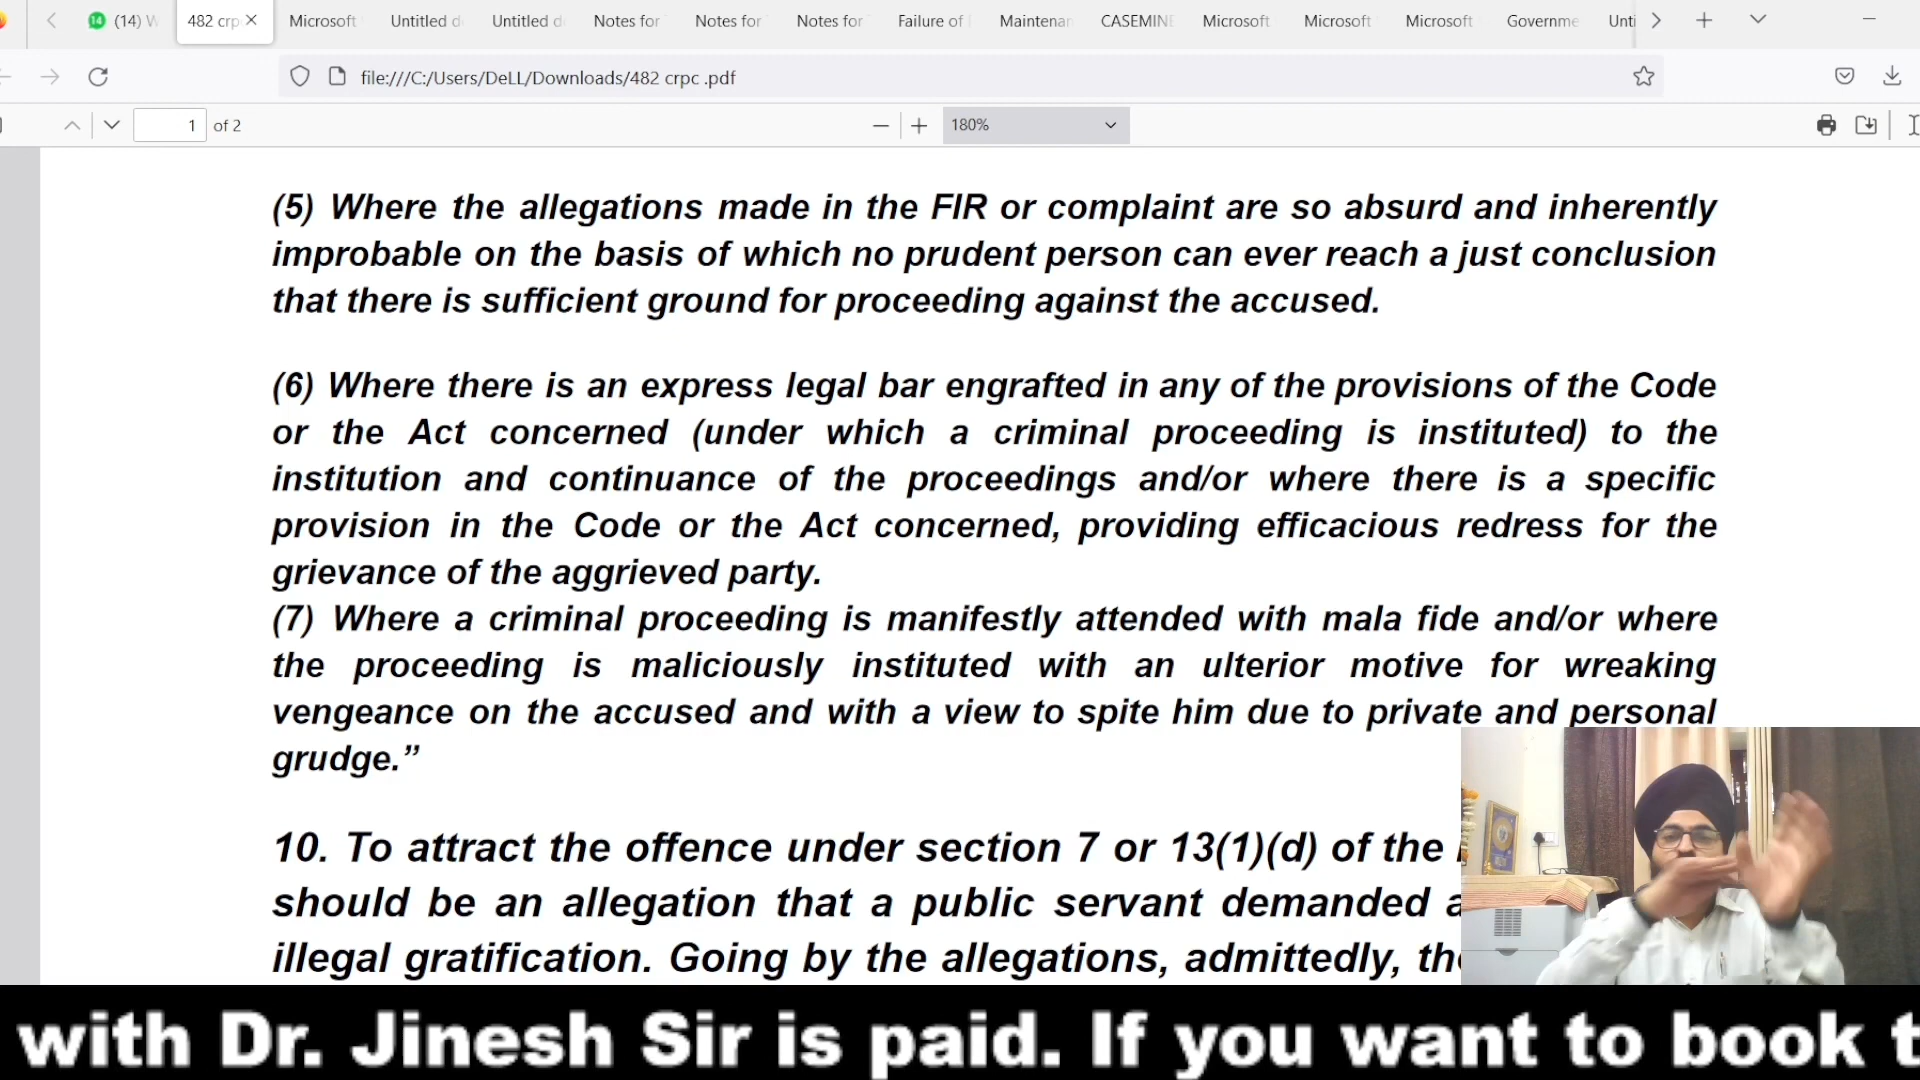 (14) W
482 crp
Microsoft
Untitled d
Untitled d
Notes for
Notes for
Notes for
Failure of
Maintenan
CASEMINE
Microsoft
Microsoft
Microsoft
Governme
Unti
file:///C:/Users/DeLL/Downloads/482 crpc .pdf
1 of 2
180%
(5) Where the allegations made in the FIR or complaint are so absurd and inherently
improbable on the basis of which no prudent person can ever reach a just conclusion
that there is sufficient ground for proceeding against the accused.
(6) Where there is an express legal bar engrafted in any of the provisions of the Code
or the Act concerned (under which a criminal proceeding is instituted) to the
institution and continuance of the proceedings and/or where there is a specific
provision in the Code or the Act concerned, providing efficacious redress for the
grievance of the aggrieved party.
(7) Where a criminal proceeding is manifestly attended with mala fide and/or where
the proceeding is maliciously instituted with an ulterior motive for wreaking
vengeance on the accused and with a view to spite him due to private and personal
grudge.”
10. To attract the offence under section 7 or 13(1)(d) of the
should be an allegation that a public servant demanded a
illegal gratification. Going by the allegations, admittedly, the
with Dr. Jinesh Sir is paid. If you want to book t